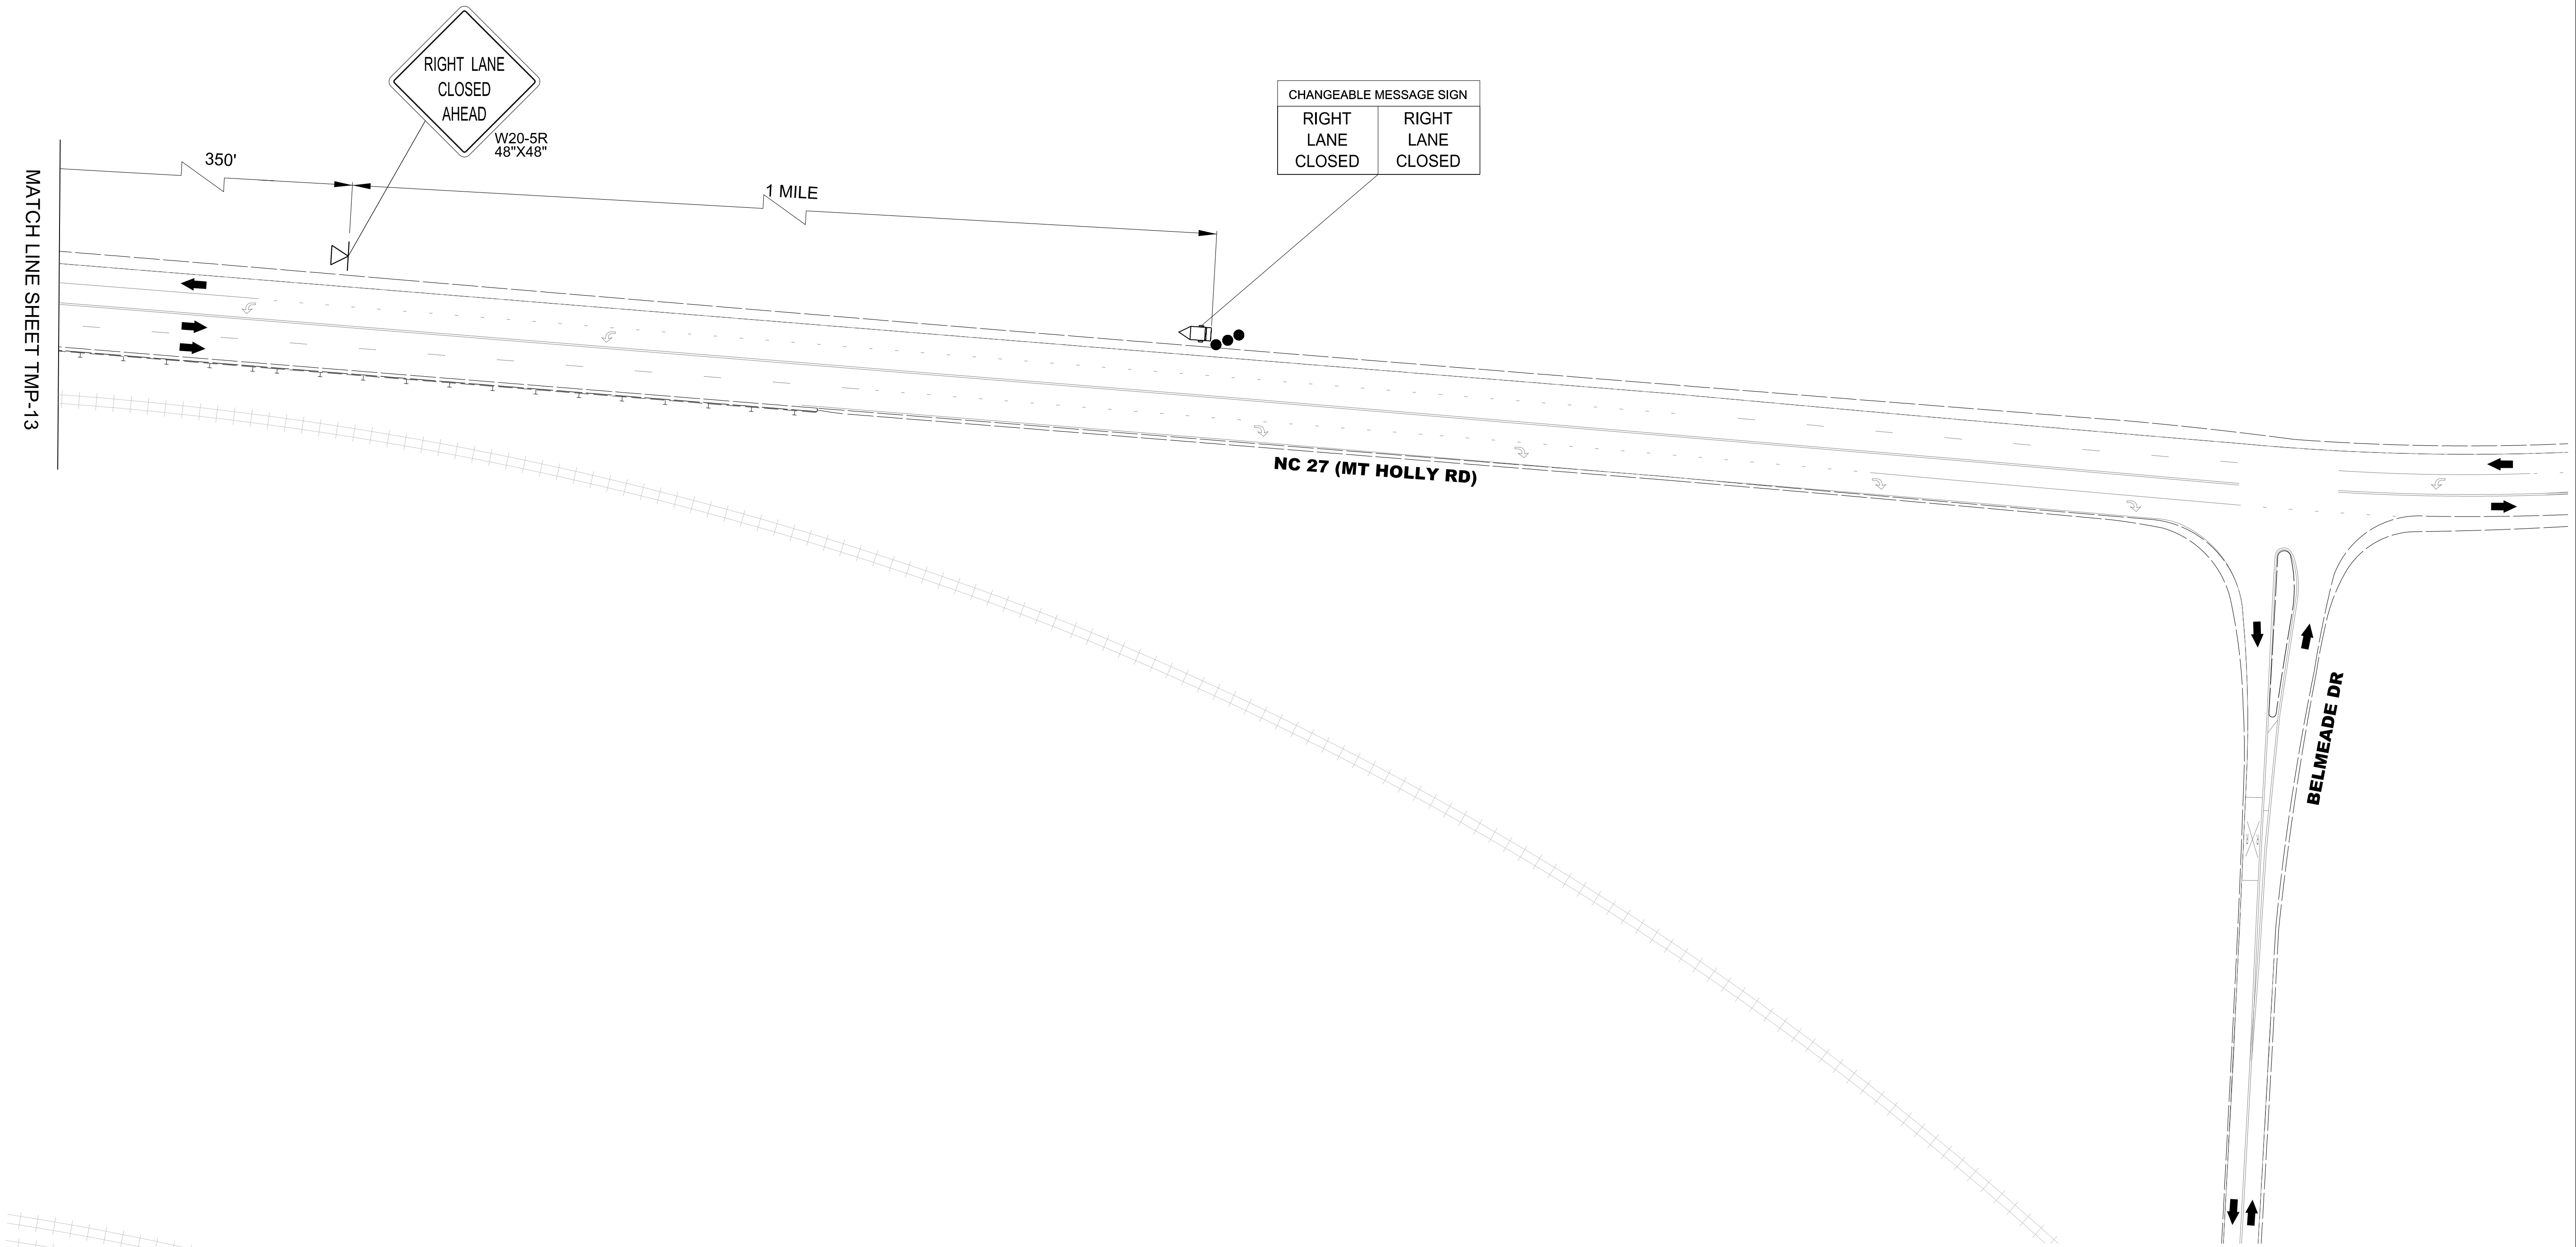 RIGHT LANE
CLOSED
AHEAD
W20-5R
48"X48"
CHANGEABLE MESSAGE SIGN
RIGHT
LANE
CLOSED
RIGHT
LANE
CLOSED
350'
1 MILE
MATCH LINE SHEET TMP-13
NC 27 (MT HOLLY RD)
BELMEADE DR